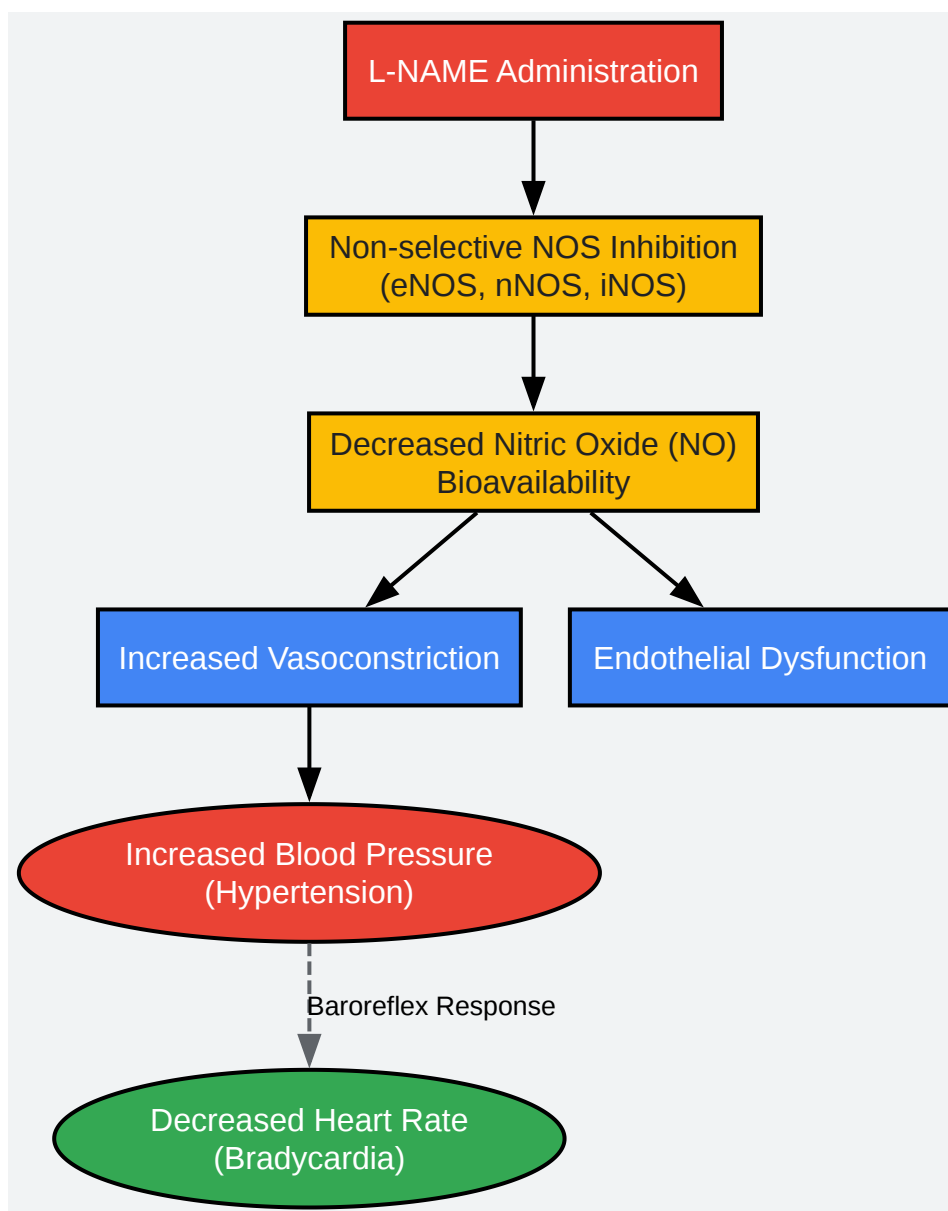 L-NAME Administration
Non-selective NOS Inhibition
(eNOS, nNOS, iNOS)
Decreased Nitric Oxide (NO)
Bioavailability
Increased Vasoconstriction
Endothelial Dysfunction
Increased Blood Pressure
(Hypertension)
Baroreflex Response
Decreased Heart Rate
(Bradycardia)